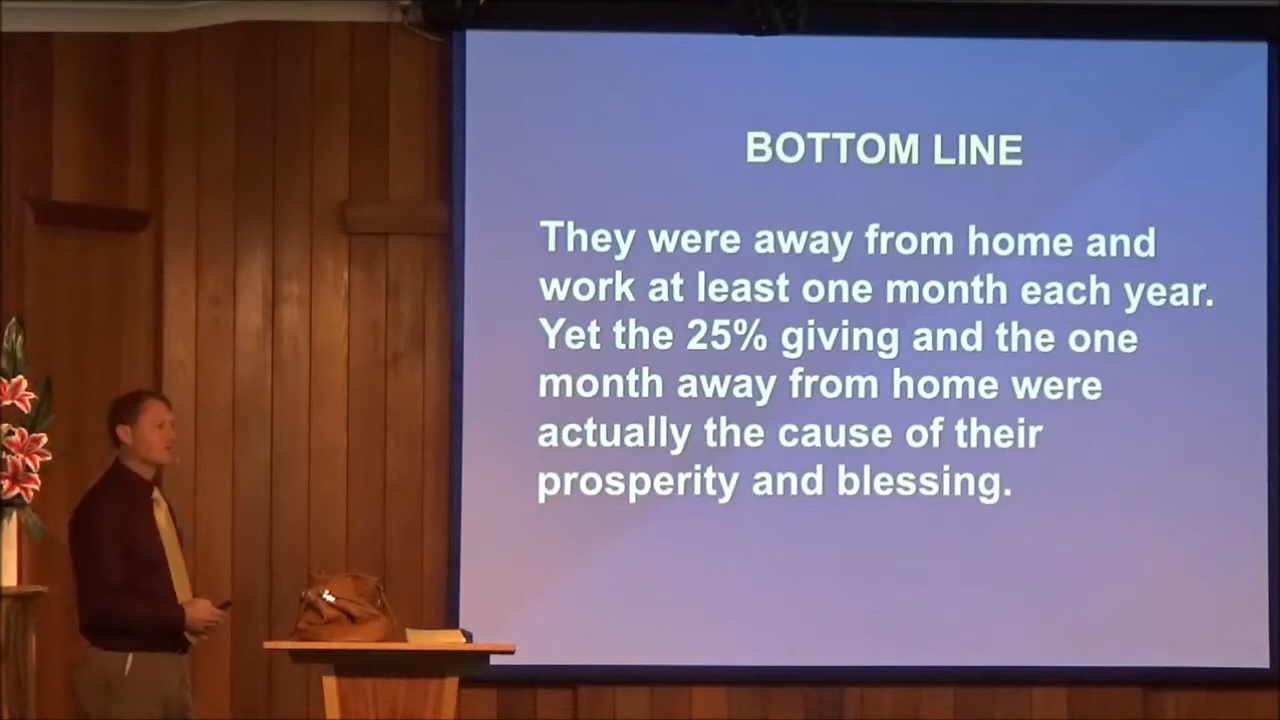 BOTTOM LINE
They were away from home and
work at least one month each year.
Yet the 25% giving and the one
month away from home were
actually the cause of their
prosperity and blessing.